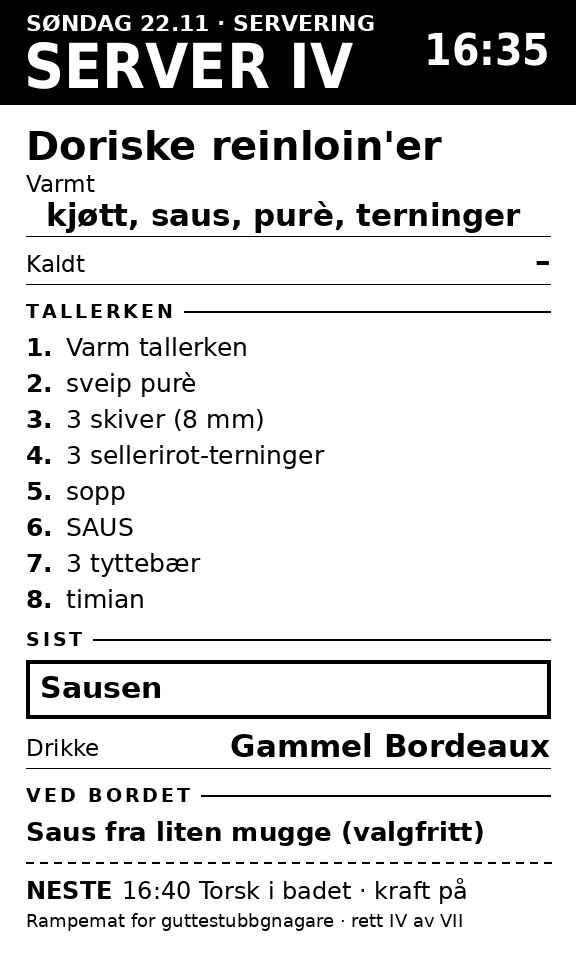 SØNDAG 22.11 · SERVERING
SERVER IV
16:35
Doriske reinloin'er
Varmt
kjøtt, saus, purè, terninger
Kaldt –
TALLERKEN
1. Varm tallerken
2. sveip purè
3. 3 skiver (8 mm)
4. 3 sellerirot-terninger
5. sopp
6. SAUS
7. 3 tyttebær
8. timian
SIST
Sausen
Drikke Gammel Bordeaux
VED BORDET
Saus fra liten mugge (valgfritt)
NESTE 16:40 Torsk i badet · kraft på
Rampemat for guttestubbgnagare · rett IV av VII